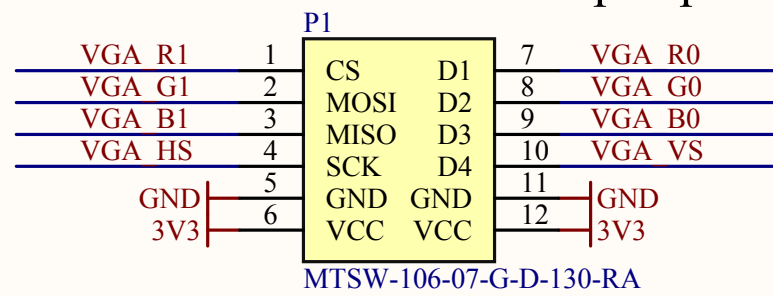 P1
VGA R1 1 CS D1 7 VGA R0
VGA G1 2 MOSI D2 8 VGA G0
VGA B1 3 MISO D3 9 VGA B0
VGA HS 4 SCK D4 10 VGA VS
GND 5 GND GND 11 GND
3V3 6 VCC VCC 12 3V3
MTSW-106-07-G-D-130-RA